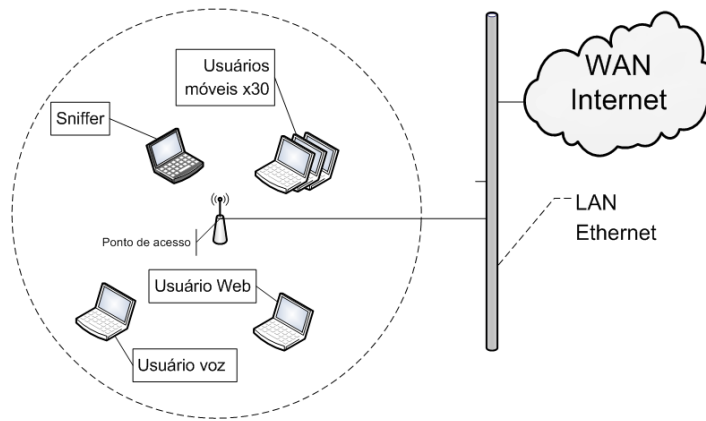 Usuários
móveis x30
Sniffer
WAN
Internet
LAN
Ethernet
Ponto de acesso
Usuário Web
Usuário voz